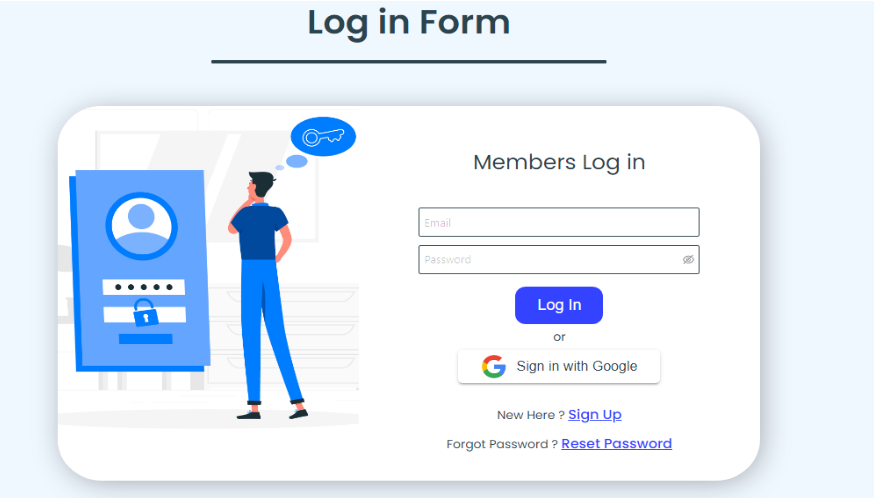 Log in Form
Members Log in
Email
Password
Log In
or
Sign in with Google
New Here ? Sign Up
Forgot Password ? Reset Password